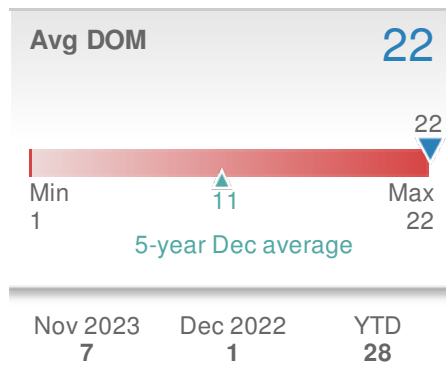 Avg DOM 22
22
Min 11 Max
1 22
5-year Dec average
Nov 2023 Dec 2022 YTD
7 1 28